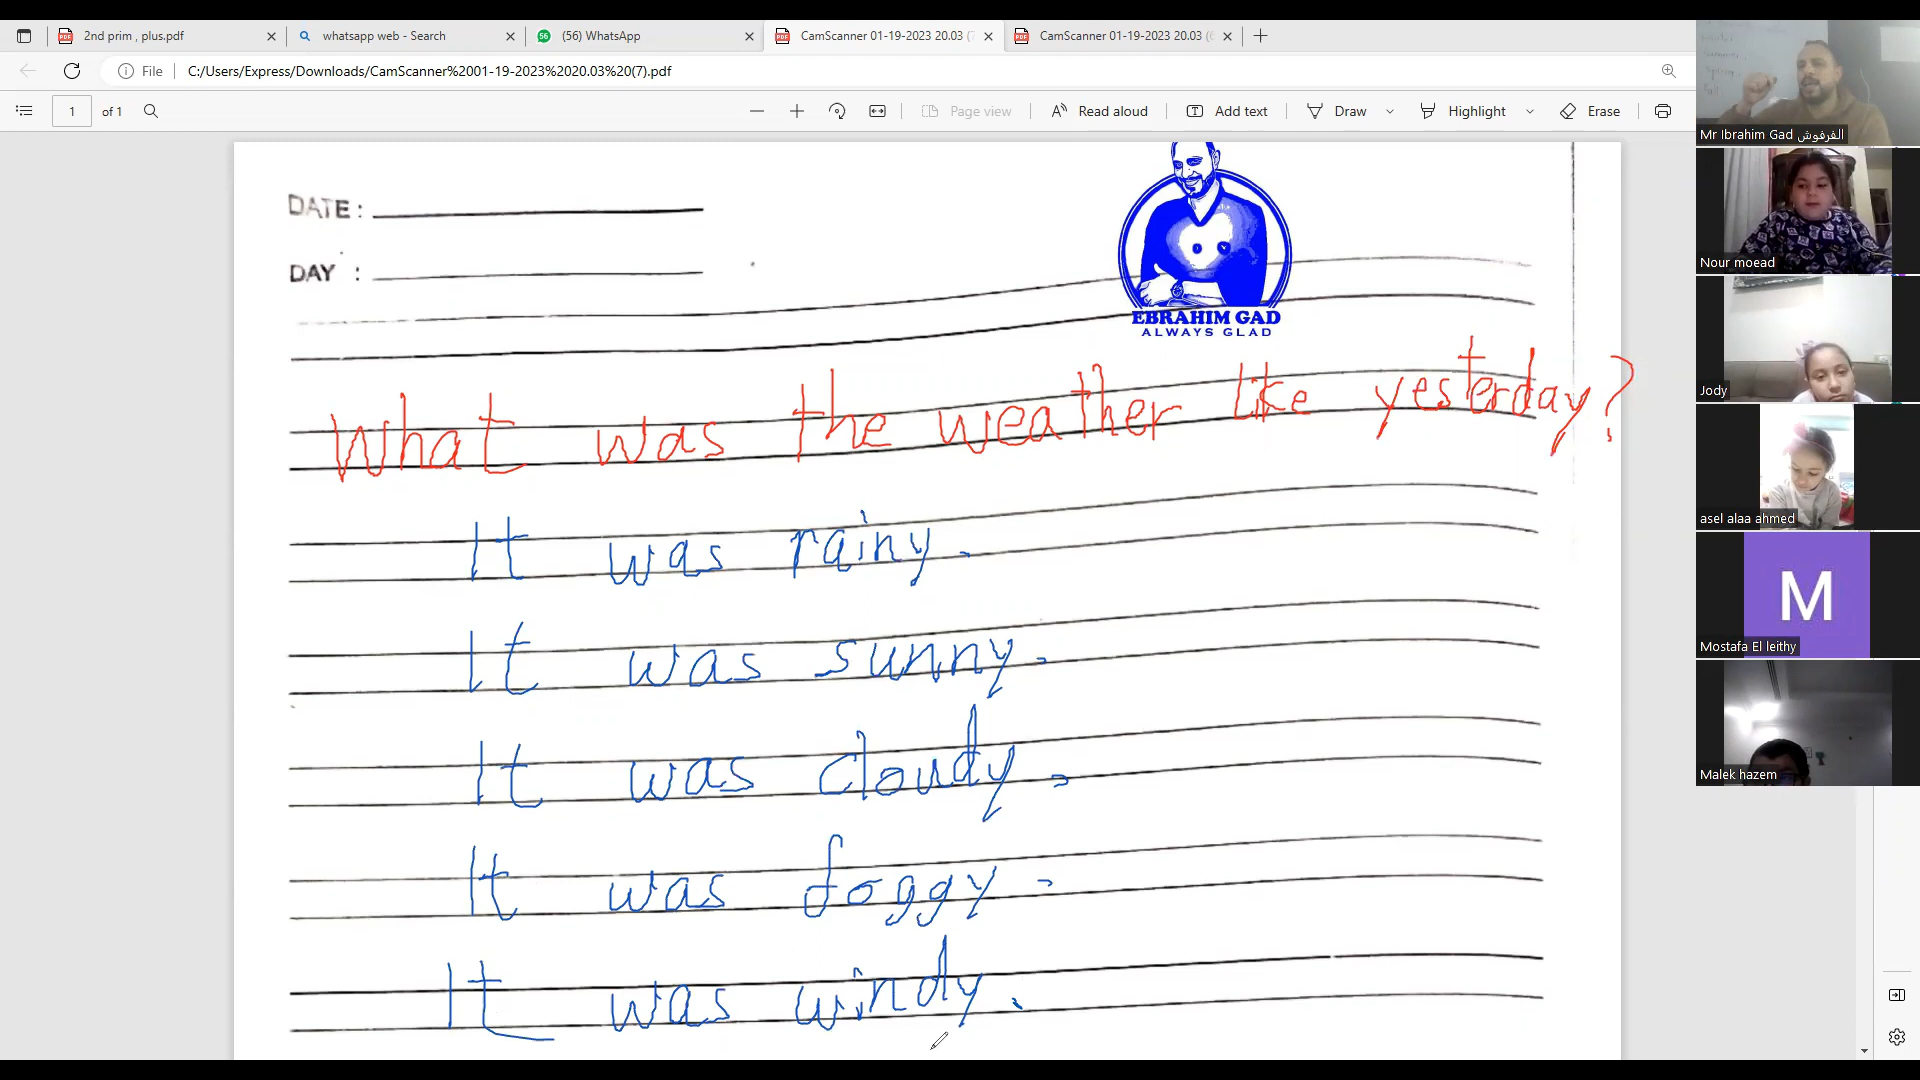 2nd prim , plus.pdf
whatsapp web - Search
(56) WhatsApp
CamScanner 01-19-2023 20.03 (7
CamScanner 01-19-2023 20.03 (
File C:/Users/Express/Downloads/CamScanner%2001-19-2023%2020.03%20(7).pdf
1 of 1 Page view Read aloud Add text Draw Highlight Erase
DATE :
DAY :
EBRAHIM GAD
ALWAYS GLAD
What was the weather like yesterday?
It was rainy.
It was sunny.
It was cloudy.
It was foggy.
It was windy.
Mr Ibrahim Gad الفرفوش
Nour moead
Jody
asel alaa ahmed
M
Mostafa El leithy
Malek hazem